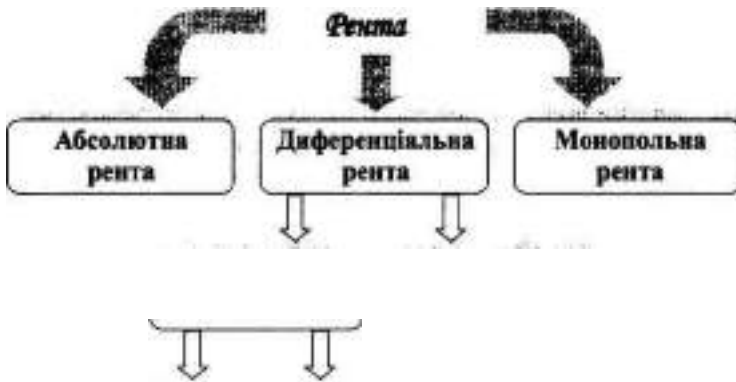 Рента
Абсолютна
рента
Диференціальна
рента
Монопольна
рента